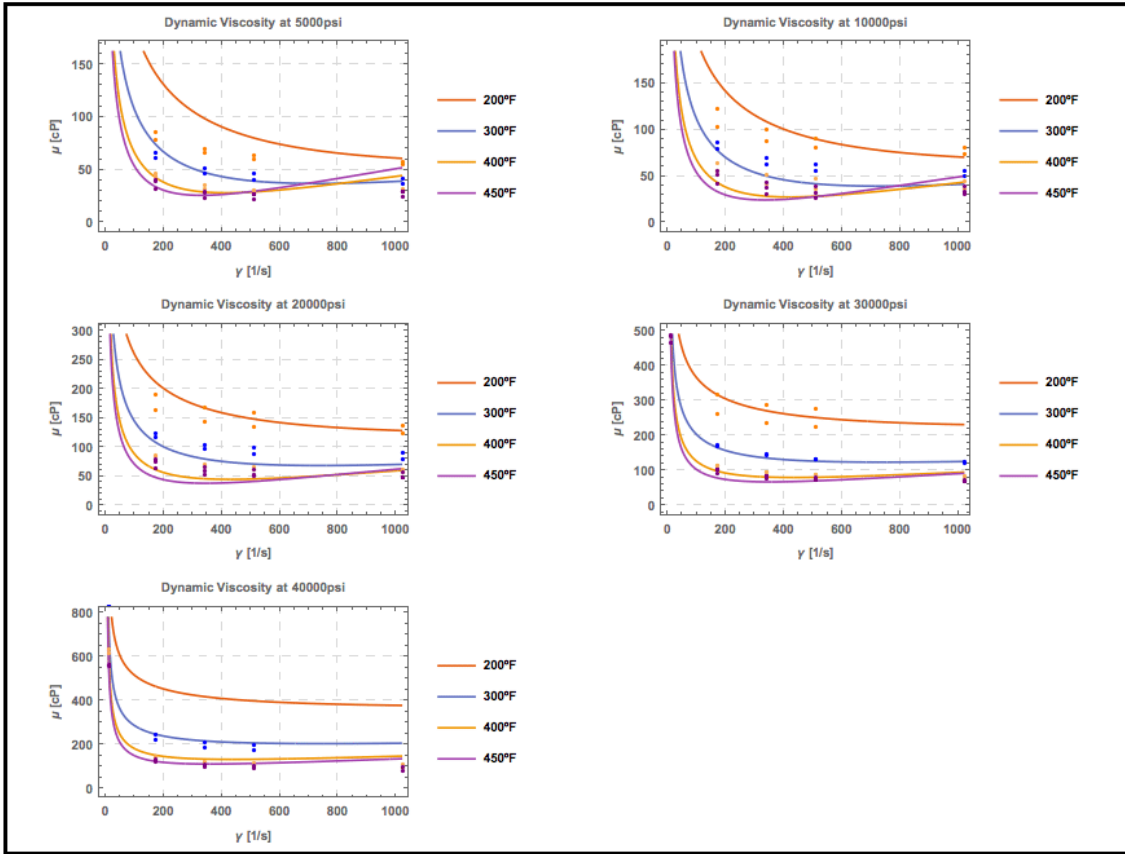 Dynamic Viscosity at 5000psi
150
100
50
0
μ [cP]
0 200 400 600 800 1000
γ [1/s]
200ºF
300ºF
400ºF
450ºF
Dynamic Viscosity at 10000psi
150
100
50
0
μ [cP]
0 200 400 600 800 1000
γ [1/s]
200ºF
300ºF
400ºF
450ºF
Dynamic Viscosity at 20000psi
300
250
200
150
100
50
0
μ [cP]
0 200 400 600 800 1000
γ [1/s]
200ºF
300ºF
400ºF
450ºF
Dynamic Viscosity at 30000psi
500
400
300
200
100
0
μ [cP]
0 200 400 600 800 1000
γ [1/s]
200ºF
300ºF
400ºF
450ºF
Dynamic Viscosity at 40000psi
800
600
400
200
0
μ [cP]
0 200 400 600 800 1000
γ [1/s]
200ºF
300ºF
400ºF
450ºF